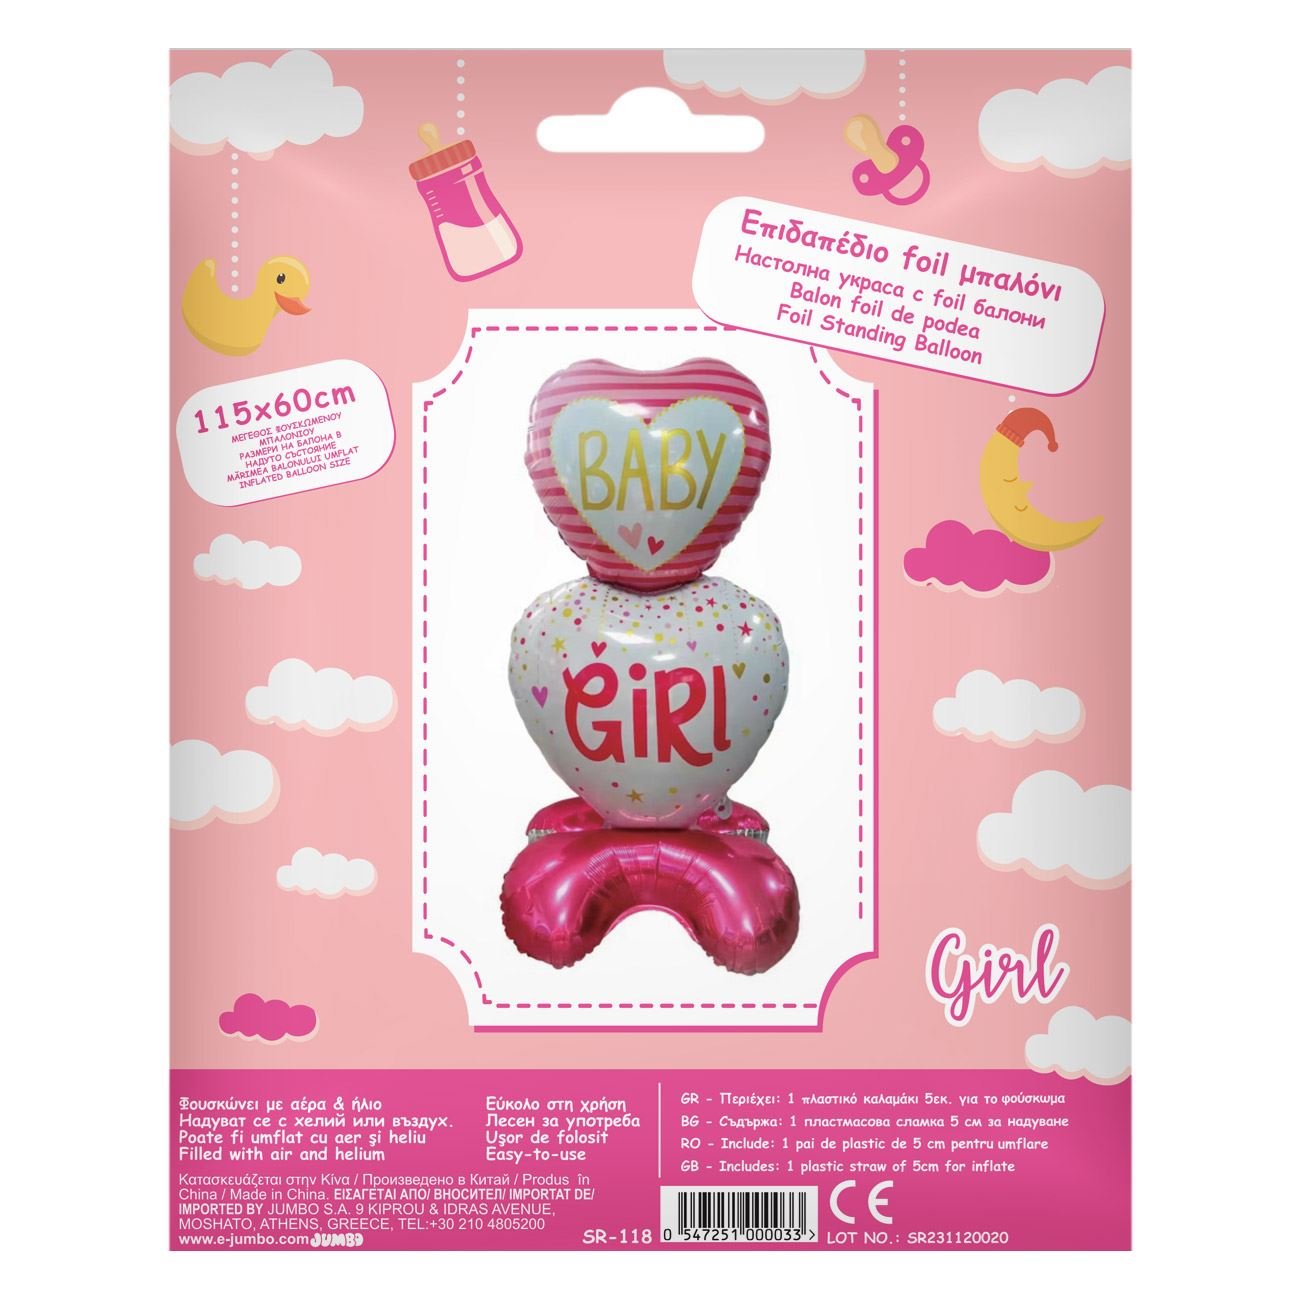 Επιδαπέδιο foil μπαλόνι
Настолна украса с foil балони
Balon foil de podea
Foil Standing Balloon
115x60cm
ΜΕΓΕΘΟΣ ΦΟΥΣΚΩΜΕΝΟΥ
ΜΠΑΛΟΝΙΟΥ
РАЗМЕРИ НА БАЛОНА В
НАДУТО СЪСТОЯНИЕ
MĂRIMEA BALONULUI UMFLAT
INFLATED BALLOON SIZE
BABY
GiRl
Girl
Φουσκώνει με αέρα & ήλιο
Надуват се с хелий или въздух.
Poate fi umflat cu aer şi heliu
Filled with air and helium
Εύκολο στη χρήση
Лесен за употреба
Uşor de folosit
Easy-to-use
GR - Περιέχει: 1 πλαστικό καλαμάκι 5εκ. για το φούσκωμα
BG - Съдържа: 1 пластмасова сламка 5 см за надуване
RO - Include: 1 pai de plastic de 5 cm pentru umflare
GB - Includes: 1 plastic straw of 5cm for inflate
Κατασκευάζεται στην Κίνα / Произведено в Китай / Produs în
China / Made in China. ΕΙΣΑΓΕΤΑΙ ΑΠΟ/ ВНОСИТЕЛ/ IMPORTAT DE/
IMPORTED BY JUMBO S.A. 9 KIPROU & IDRAS AVENUE,
MOSHATO, ATHENS, GREECE, TEL:+30 210 4805200
www.e-jumbo.com JUMBO
SR-118
0 547251 000033 >
CE
LOT NO.: SR231120020